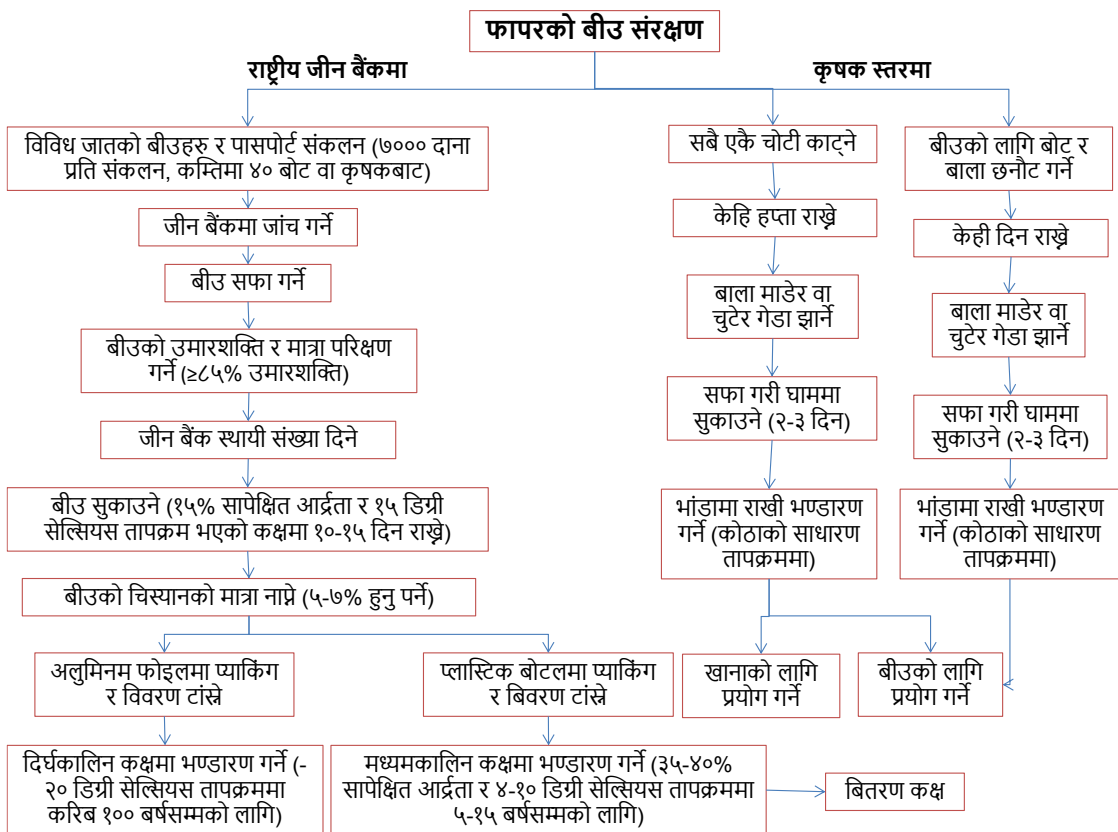 फापरको बीउ संरक्षण
राष्ट्रीय जीन बैंकमा
कृषक स्तरमा
विविध जातको बीउहरु र पासपोर्ट संकलन (७००० दाना
प्रति संकलन, कम्तिमा ४० बोट वा कृषकबाट)
जीन बैंकमा जांच गर्ने
बीउ सफा गर्ने
बीउको उमारशक्ति र मात्रा परिक्षण
गर्ने (≥८५% उमारशक्ति)
जीन बैंक स्थायी संख्या दिने
बीउ सुकाउने (१५% सापेक्षित आर्द्रता र १५ डिग्री
सेल्सियस तापक्रम भएको कक्षमा १०-१५ दिन राख्ने)
बीउको चिस्यानको मात्रा नाप्ने (५-७% हुनु पर्ने)
अलुमिनम फोइलमा प्याकिंग
र विवरण टांस्ने
दिर्घकालिन कक्षमा भण्डारण गर्ने (-
२० डिग्री सेल्सियस तापक्रममा
करिब १०० बर्षसम्मको लागि)
प्लास्टिक बोटलमा प्याकिंग
र बिवरण टांस्ने
मध्यमकालिन कक्षमा भण्डारण गर्ने (३५-४०%
सापेक्षित आर्द्रता र ४-१० डिग्री सेल्सियस तापक्रममा
५-१५ बर्षसम्मको लागि)
बितरण कक्ष
सबै एकै चोटी काट्ने
केहि हप्ता राख्ने
बाला माडेर वा
चुटेर गेडा झार्ने
सफा गरी घाममा
सुकाउने (२-३ दिन)
भांडामा राखी भण्डारण
गर्ने (कोठाको साधारण
तापक्रममा)
खानाको लागि
प्रयोग गर्ने
बीउको लागि
प्रयोग गर्ने
बीउको लागि बोट र
बाला छनौट गर्ने
केही दिन राख्ने
बाला माडेर वा
चुटेर गेडा झार्ने
सफा गरी घाममा
सुकाउने (२-३ दिन)
भांडामा राखी भण्डारण
गर्ने (कोठाको साधारण
तापक्रममा)